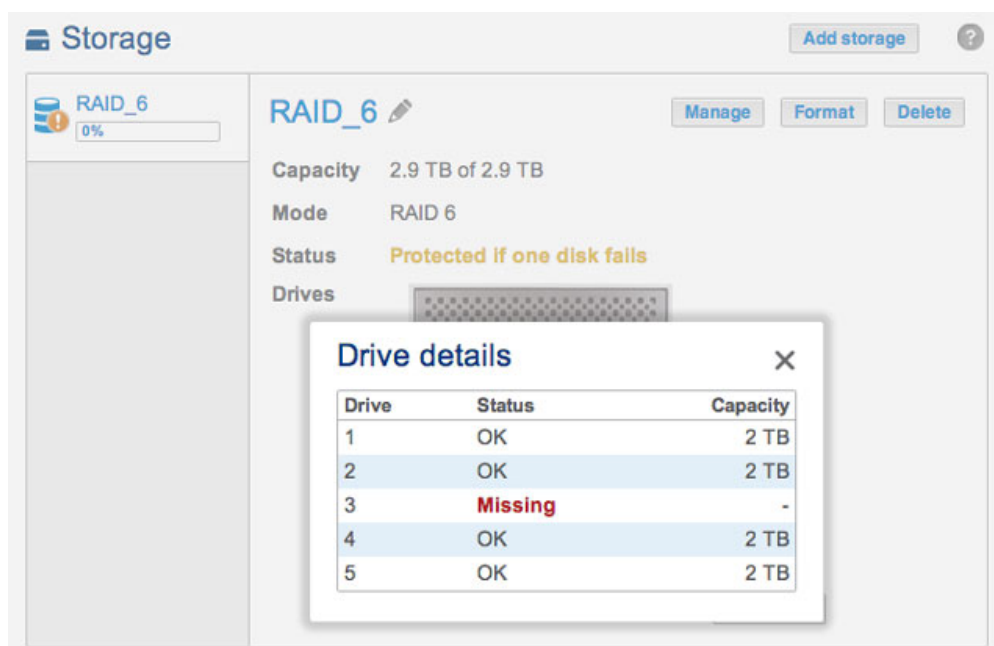 Storage
Add storage
?
RAID_6
0%
RAID_6
Manage
Format
Delete
Capacity 2.9 TB of 2.9 TB
Mode RAID 6
Status Protected if one disk fails
Drives
Drive details
Drive Status Capacity
1 OK 2 TB
2 OK 2 TB
3 Missing -
4 OK 2 TB
5 OK 2 TB